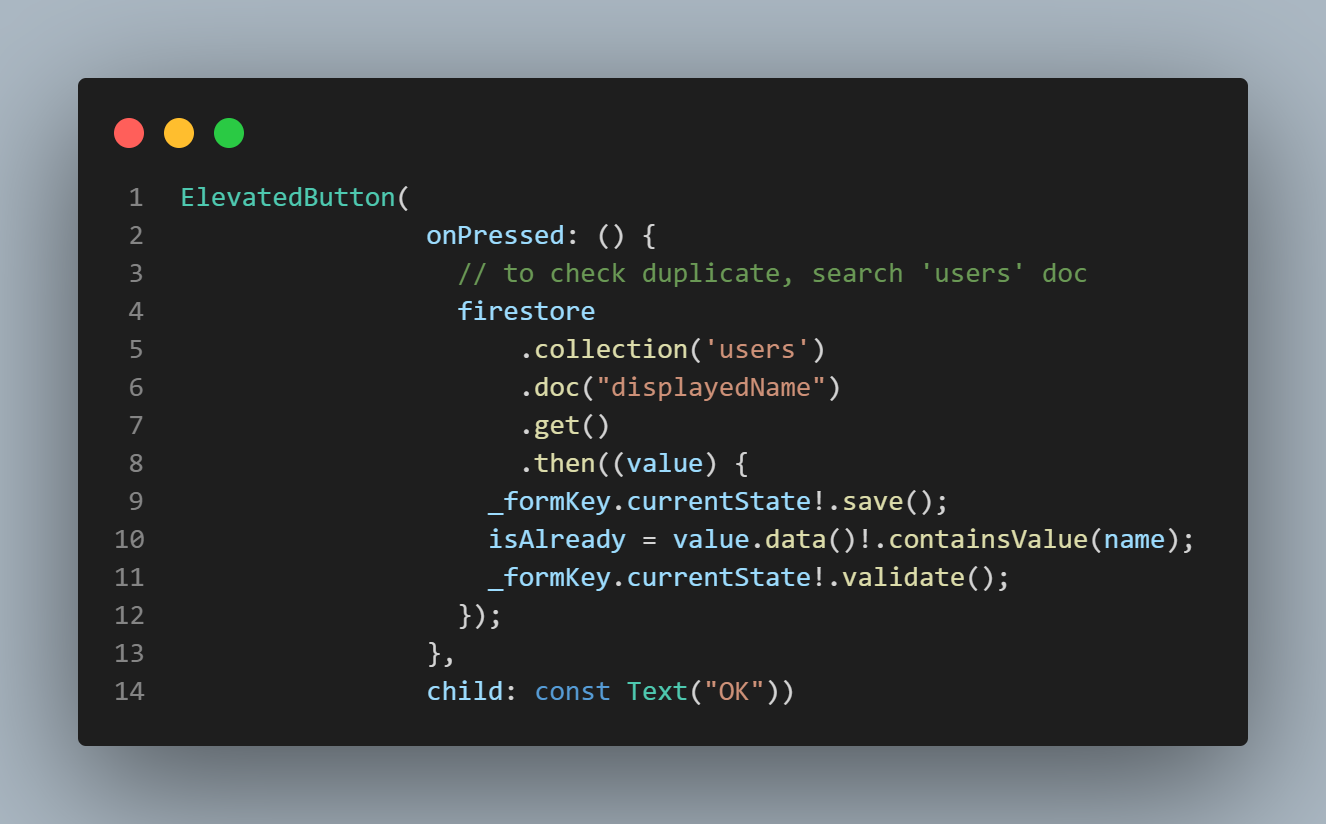 1 ElevatedButton(
2 onPressed: () {
3 // to check duplicate, search 'users' doc
4 firestore
5 .collection('users')
6 .doc("displayedName")
7 .get()
8 .then((value) {
9 _formKey.currentState!.save();
10 isAlready = value.data()!.containsValue(name);
11 _formKey.currentState!.validate();
12 });
13 },
14 child: const Text("OK"))